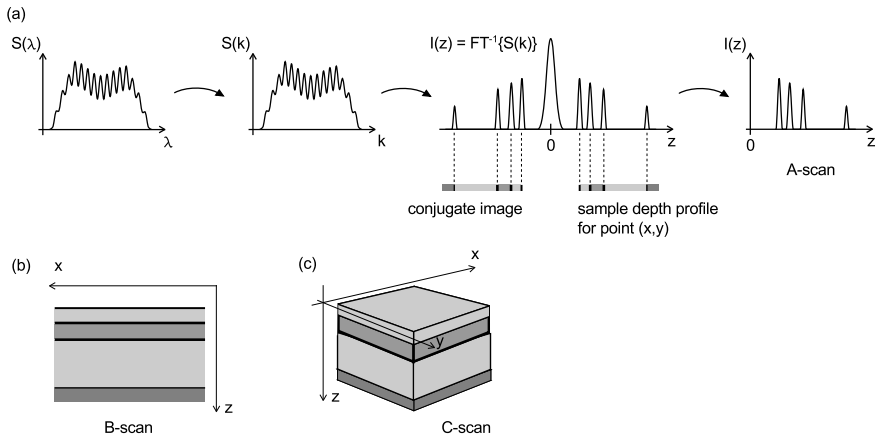 (a)
S(λ)
λ
S(k)
k
I(z) = FT⁻¹{S(k)}
0
z
I(z)
0
z
A-scan
conjugate image
sample depth profile
for point (x,y)
(b)
x
z
B-scan
(c)
x
y
z
C-scan